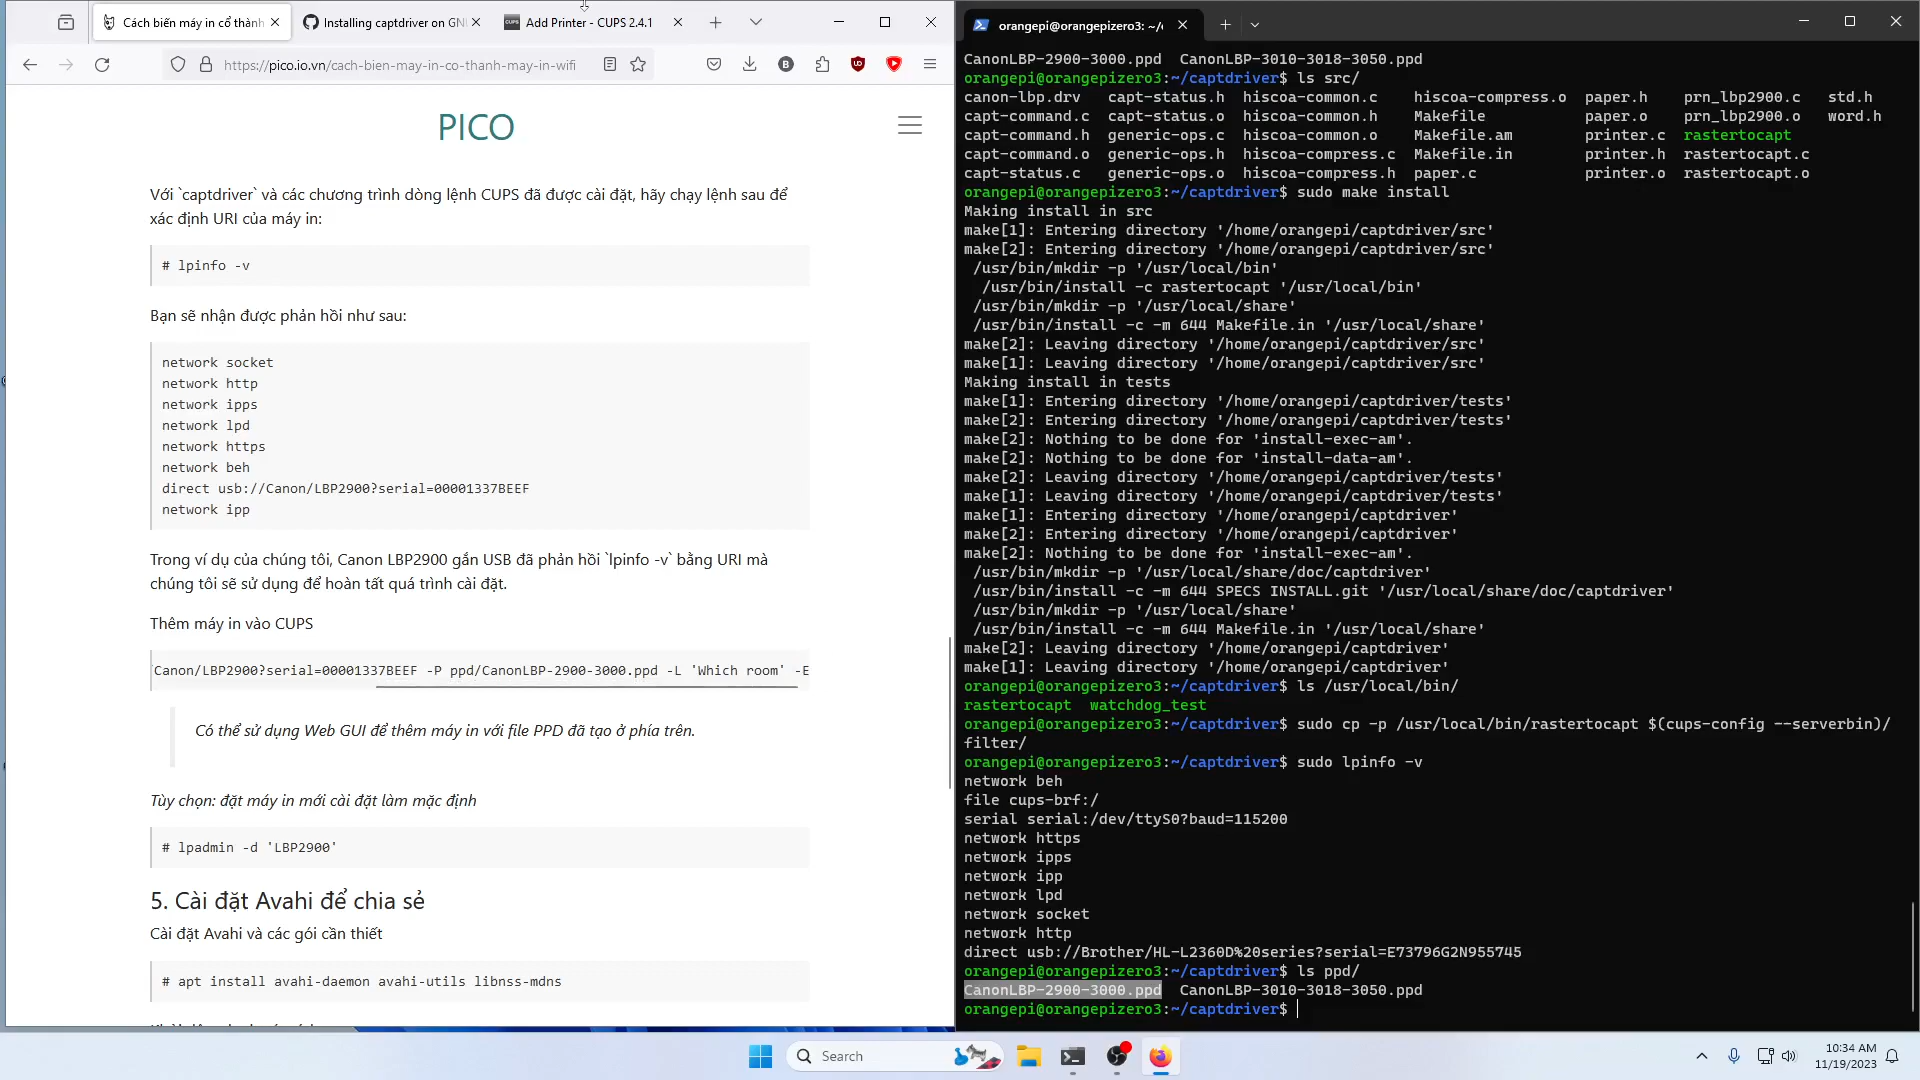 Cách biến máy in cổ thành
Installing captdriver on GN
Add Printer - CUPS 2.4.1
https://pico.io.vn/cach-bien-may-in-co-thanh-may-in-wifi
PICO
Với `captdriver` và các chương trình dòng lệnh CUPS đã được cài đặt, hãy chạy lệnh sau để
xác định URI của máy in:
# lpinfo -v
Bạn sẽ nhận được phản hồi như sau:
network socket
network http
network ipps
network lpd
network https
network beh
direct usb://Canon/LBP2900?serial=00001337BEEF
network ipp
Trong ví dụ của chúng tôi, Canon LBP2900 gắn USB đã phản hồi `lpinfo -v` bằng URI mà
chúng tôi sẽ sử dụng để hoàn tất quá trình cài đặt.
Thêm máy in vào CUPS
Canon/LBP2900?serial=00001337BEEF -P ppd/CanonLBP-2900-3000.ppd -L 'Which room' -E
Có thể sử dụng Web GUI để thêm máy in với file PPD đã tạo ở phía trên.
Tùy chọn: đặt máy in mới cài đặt làm mặc định
# lpadmin -d 'LBP2900'
5. Cài đặt Avahi để chia sẻ
Cài đặt Avahi và các gói cần thiết
# apt install avahi-daemon avahi-utils libnss-mdns
orangepi@orangepizero3: ~/c
CanonLBP-2900-3000.ppd  CanonLBP-3010-3018-3050.ppd
orangepi@orangepizero3:~/captdriver$ ls src/
canon-lbp.drv   capt-status.h  hiscoa-common.c    hiscoa-compress.o  paper.h    prn_lbp2900.c  std.h
capt-command.c  capt-status.o  hiscoa-common.h    Makefile           paper.o    prn_lbp2900.o  word.h
capt-command.h  generic-ops.c  hiscoa-common.o    Makefile.am        printer.c  rastertocapt
capt-command.o  generic-ops.h  hiscoa-compress.c  Makefile.in        printer.h  rastertocapt.c
capt-status.c   generic-ops.o  hiscoa-compress.h  paper.c            printer.o  rastertocapt.o
orangepi@orangepizero3:~/captdriver$ sudo make install
Making install in src
make[1]: Entering directory '/home/orangepi/captdriver/src'
make[2]: Entering directory '/home/orangepi/captdriver/src'
/usr/bin/mkdir -p '/usr/local/bin'
/usr/bin/install -c rastertocapt '/usr/local/bin'
/usr/bin/mkdir -p '/usr/local/share'
/usr/bin/install -c -m 644 Makefile.in '/usr/local/share'
make[2]: Leaving directory '/home/orangepi/captdriver/src'
make[1]: Leaving directory '/home/orangepi/captdriver/src'
Making install in tests
make[1]: Entering directory '/home/orangepi/captdriver/tests'
make[2]: Entering directory '/home/orangepi/captdriver/tests'
make[2]: Nothing to be done for 'install-exec-am'.
make[2]: Nothing to be done for 'install-data-am'.
make[2]: Leaving directory '/home/orangepi/captdriver/tests'
make[1]: Leaving directory '/home/orangepi/captdriver/tests'
make[1]: Entering directory '/home/orangepi/captdriver'
make[2]: Entering directory '/home/orangepi/captdriver'
make[2]: Nothing to be done for 'install-exec-am'.
/usr/bin/mkdir -p '/usr/local/share/doc/captdriver'
/usr/bin/install -c -m 644 SPECS INSTALL.git '/usr/local/share/doc/captdriver'
/usr/bin/mkdir -p '/usr/local/share'
/usr/bin/install -c -m 644 Makefile.in '/usr/local/share'
make[2]: Leaving directory '/home/orangepi/captdriver'
make[1]: Leaving directory '/home/orangepi/captdriver'
orangepi@orangepizero3:~/captdriver$ ls /usr/local/bin/
rastertocapt  watchdog_test
orangepi@orangepizero3:~/captdriver$ sudo cp -p /usr/local/bin/rastertocapt $(cups-config --serverbin)/
filter/
orangepi@orangepizero3:~/captdriver$ sudo lpinfo -v
network beh
file cups-brf:/
serial serial:/dev/ttyS0?baud=115200
network https
network ipps
network ipp
network lpd
network socket
network http
direct usb://Brother/HL-L2360D%20series?serial=E73796G2N955745
orangepi@orangepizero3:~/captdriver$ ls ppd/
CanonLBP-2900-3000.ppd  CanonLBP-3010-3018-3050.ppd
orangepi@orangepizero3:~/captdriver$
Search
10:34 AM
11/19/2023